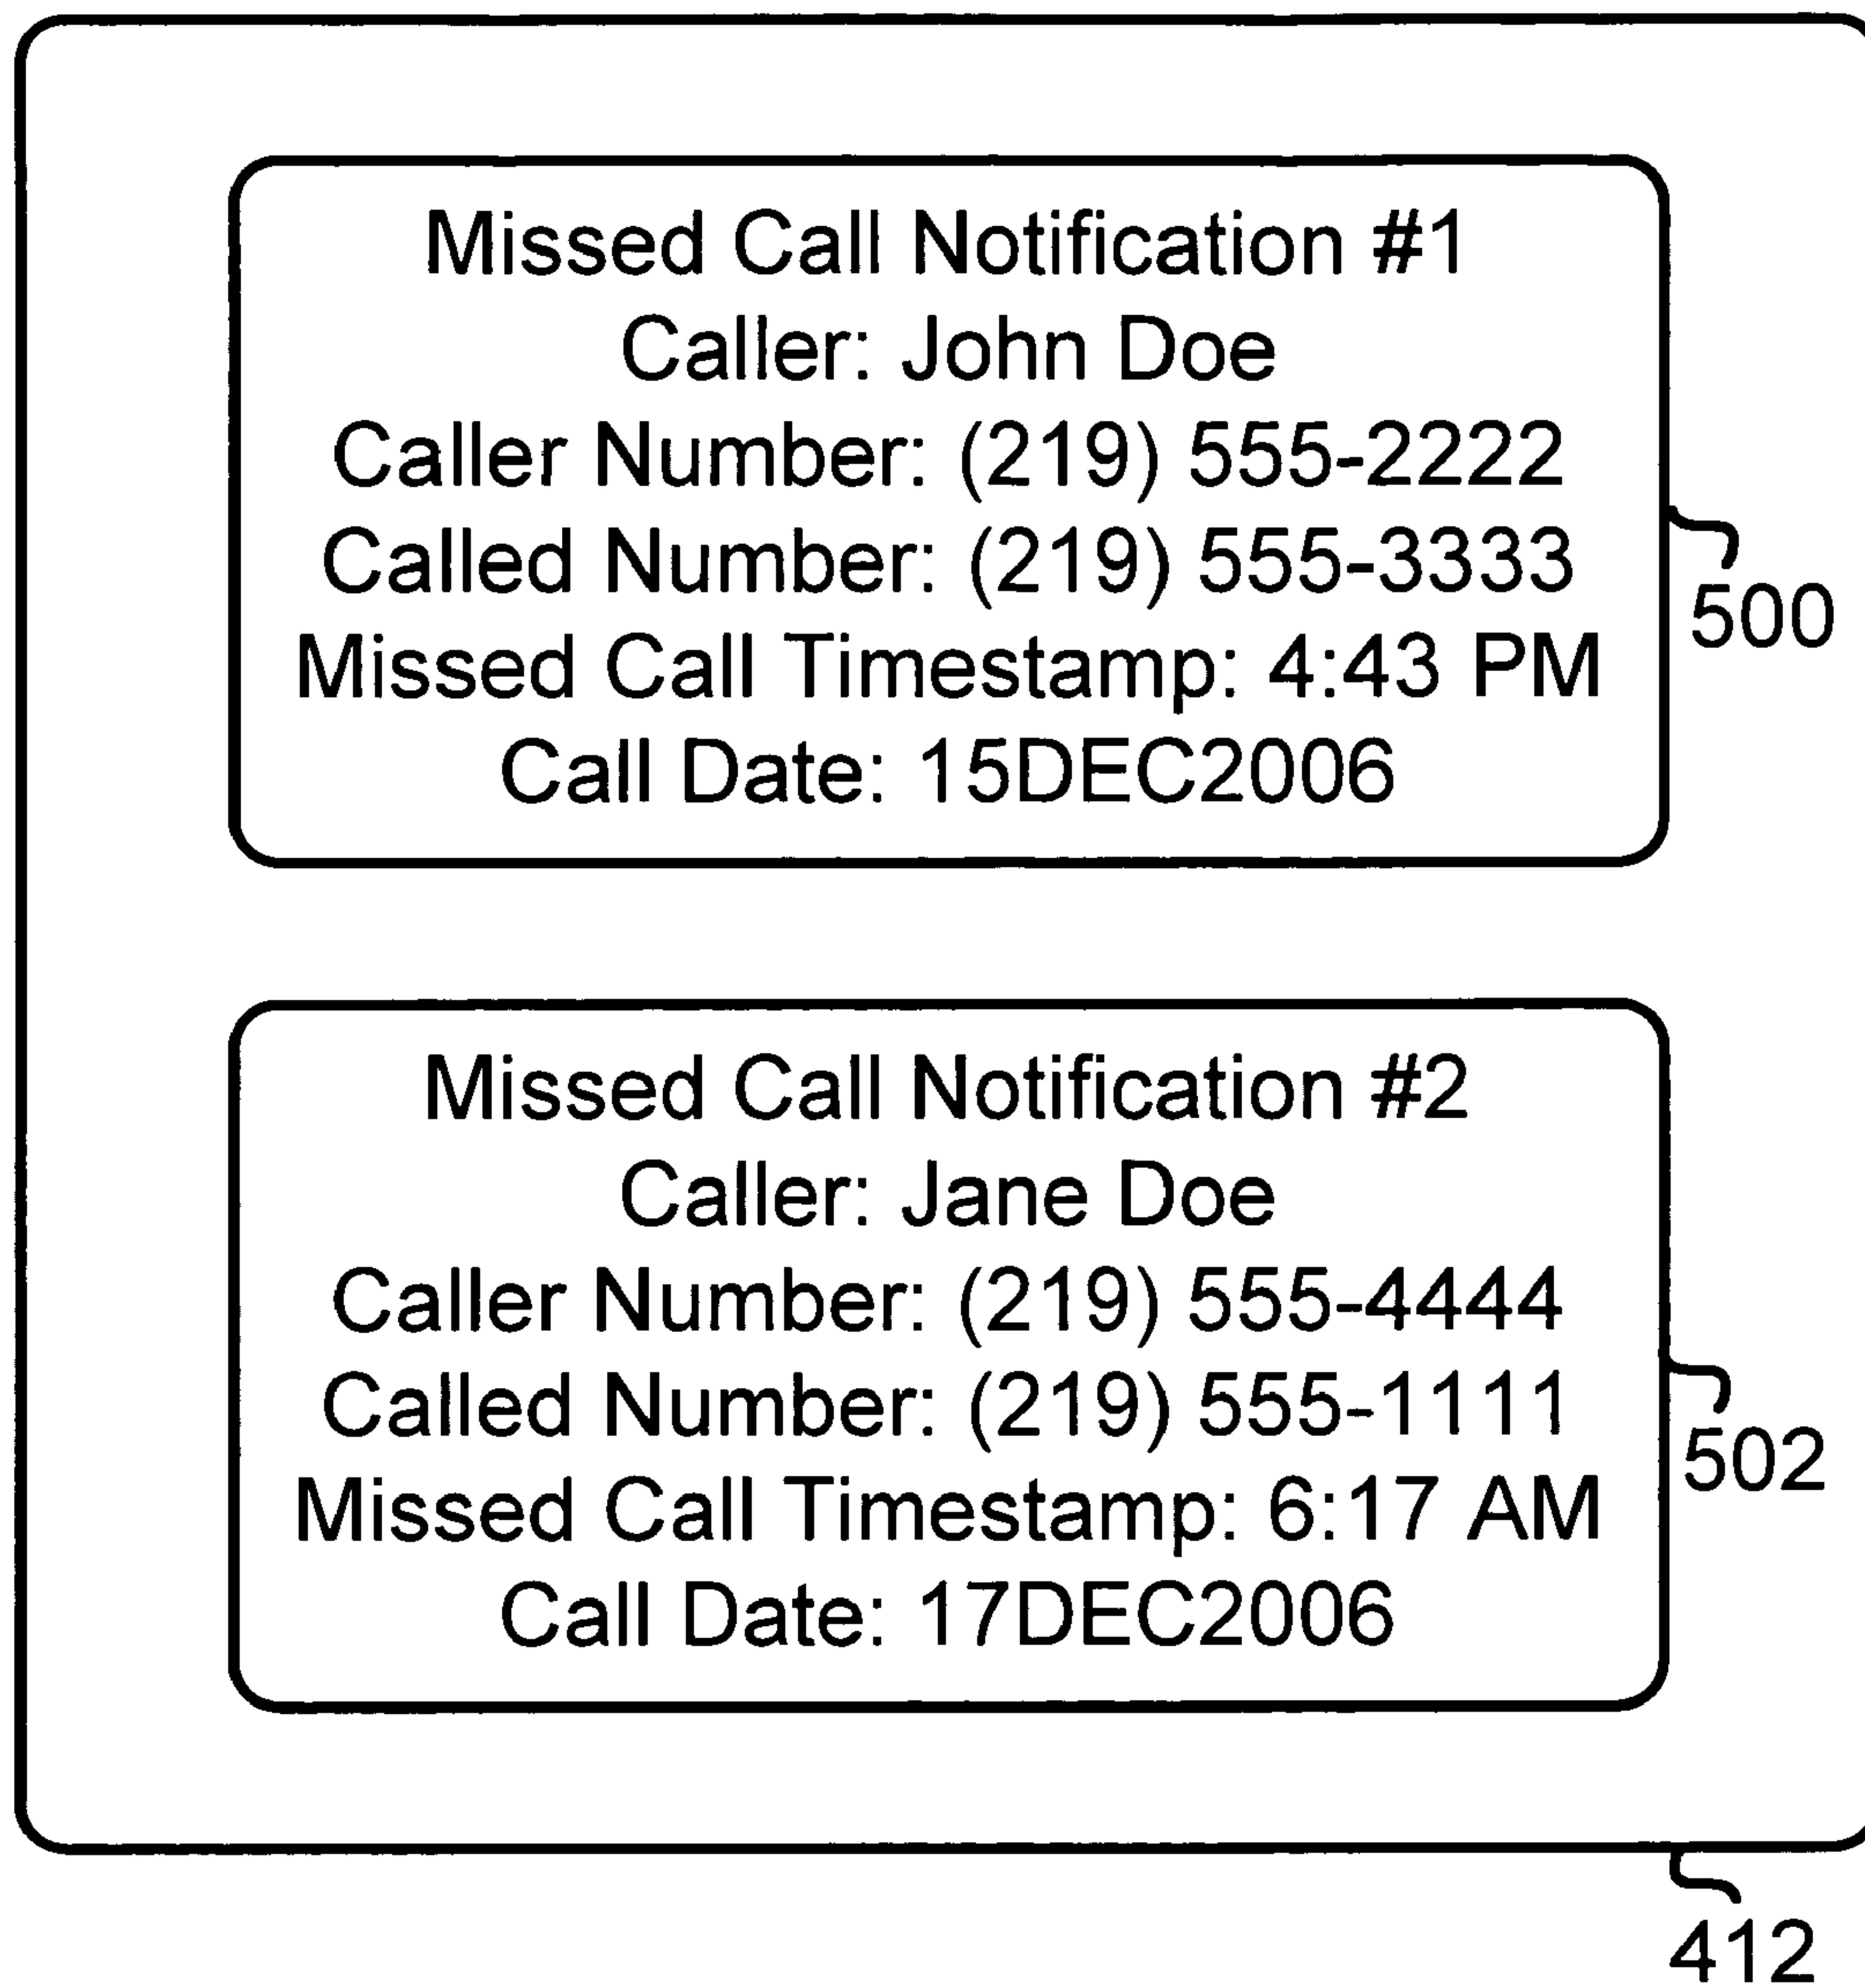 Missed Call Notification #1
Caller: John Doe
Caller Number: (219) 555-2222
Called Number: (219) 555-3333
Missed Call Timestamp: 4:43 PM
Call Date: 15DEC2006
500
Missed Call Notification #2
Caller: Jane Doe
Caller Number: (219) 555-4444
Called Number: (219) 555-1111
Missed Call Timestamp: 6:17 AM
Call Date: 17DEC2006
502
412